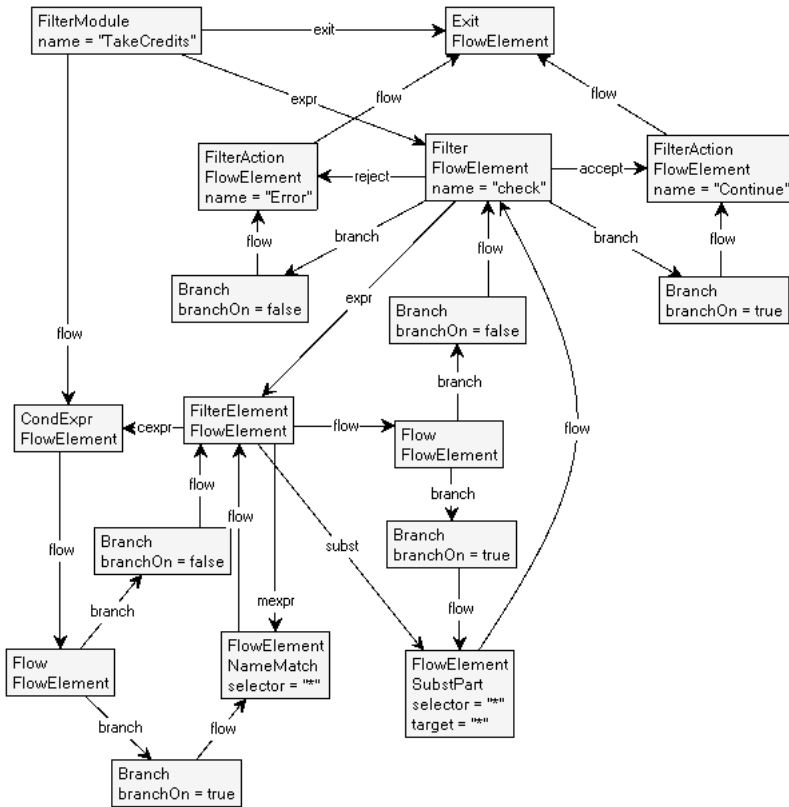 FilterModule
name = "TakeCredits"
exit
Exit
FlowElement
expr
flow
flow
FilterAction
FlowElement
name = "Error"
reject
Filter
FlowElement
name = "check"
accept
FilterAction
FlowElement
name = "Continue"
flow
branch
flow
branch
flow
Branch
branchOn = false
expr
Branch
branchOn = false
Branch
branchOn = true
flow
branch
CondExpr
FlowElement
cexpr
FilterElement
FlowElement
flow
Flow
FlowElement
flow
branch
flow
flow
flow
Branch
branchOn = false
subst
Branch
branchOn = true
branch
mexpr
flow
Flow
FlowElement
FlowElement
NameMatch
selector = "*"
FlowElement
SubstPart
selector = "*"
target = "*"
branch
flow
Branch
branchOn = true